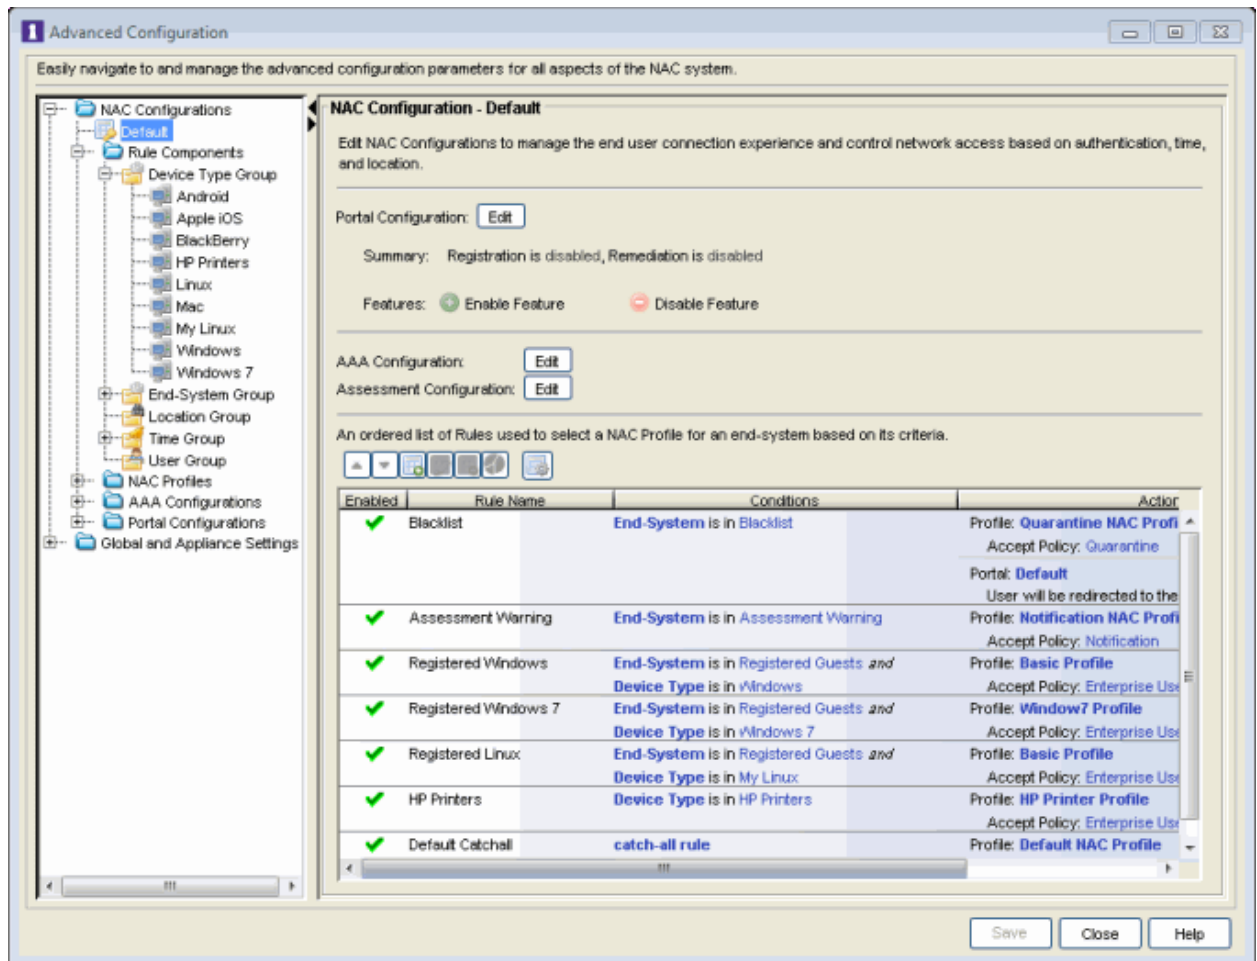 Advanced Configuration
Easily navigate to and manage the advanced configuration parameters for all aspects of the NAC system.
NAC Configurations
Default
Rule Components
Device Type Group
Android
Apple iOS
BlackBerry
HP Printers
Linux
Mac
My Linux
Windows
Windows 7
End-System Group
Location Group
Time Group
User Group
NAC Profiles
AAA Configurations
Portal Configurations
Global and Appliance Settings
NAC Configuration - Default
Edit NAC Configurations to manage the end user connection experience and control network access based on authentication, time,
and location.
Portal Configuration: Edit
Summary: Registration is disabled, Remediation is disabled
Features: Enable Feature Disable Feature
AAA Configuration: Edit
Assessment Configuration: Edit
An ordered list of Rules used to select a NAC Profile for an end-system based on its criteria.
Enabled Rule Name Conditions Action
Blacklist End-System is in Blacklist Profile: Quarantine NAC Profi
Accept Policy: Quarantine
Portal: Default
User will be redirected to the
Assessment Warning End-System is in Assessment Warning Profile: Notification NAC Profi
Accept Policy: Notification
Registered Windows End-System is in Registered Guests and Profile: Basic Profile
Device Type is in Windows Accept Policy: Enterprise Use
Registered Windows 7 End-System is in Registered Guests and Profile: Window7 Profile
Device Type is in Windows 7 Accept Policy: Enterprise Use
Registered Linux End-System is in Registered Guests and Profile: Basic Profile
Device Type is in My Linux Accept Policy: Enterprise Use
HP Printers Device Type is in HP Printers Profile: HP Printer Profile
Accept Policy: Enterprise Use
Default Catchall catch-all rule Profile: Default NAC Profile
Save Close Help